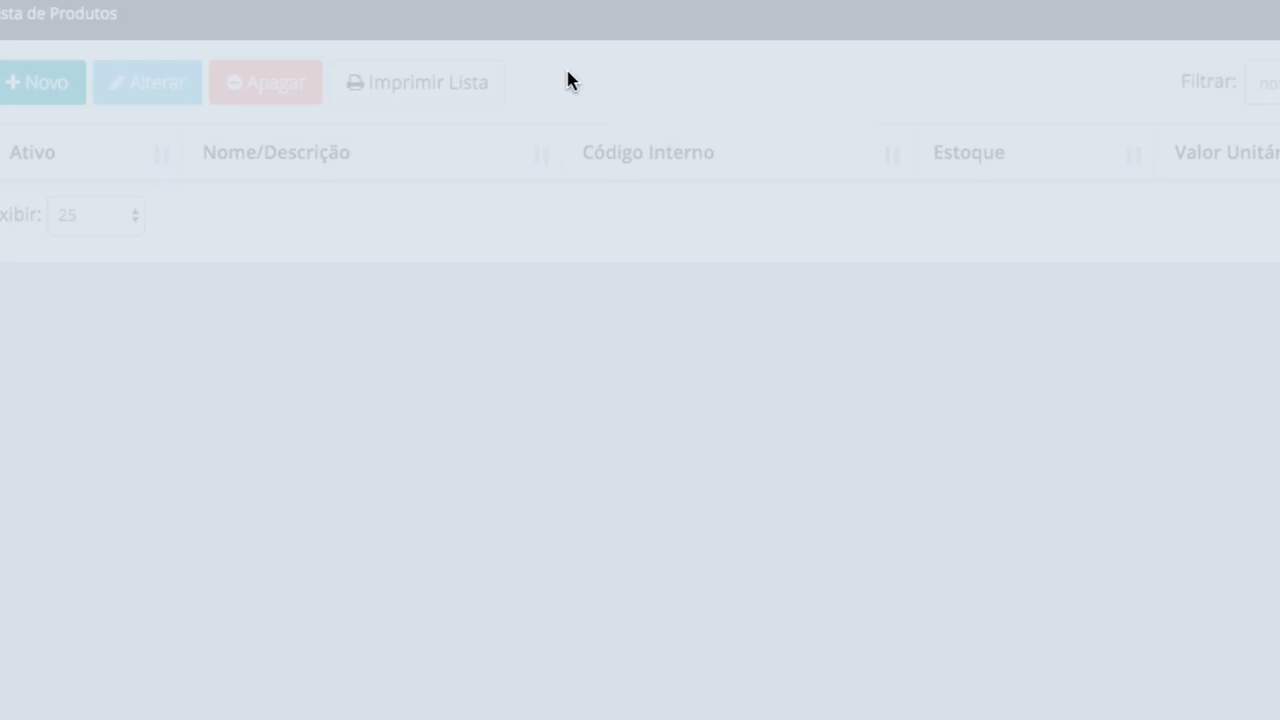 sta de Produtos
Novo Alterar Apagar Imprimir Lista Filtrar: no
Ativo Nome/Descrição Código Interno Estoque Valor Unitár
xibir: 25